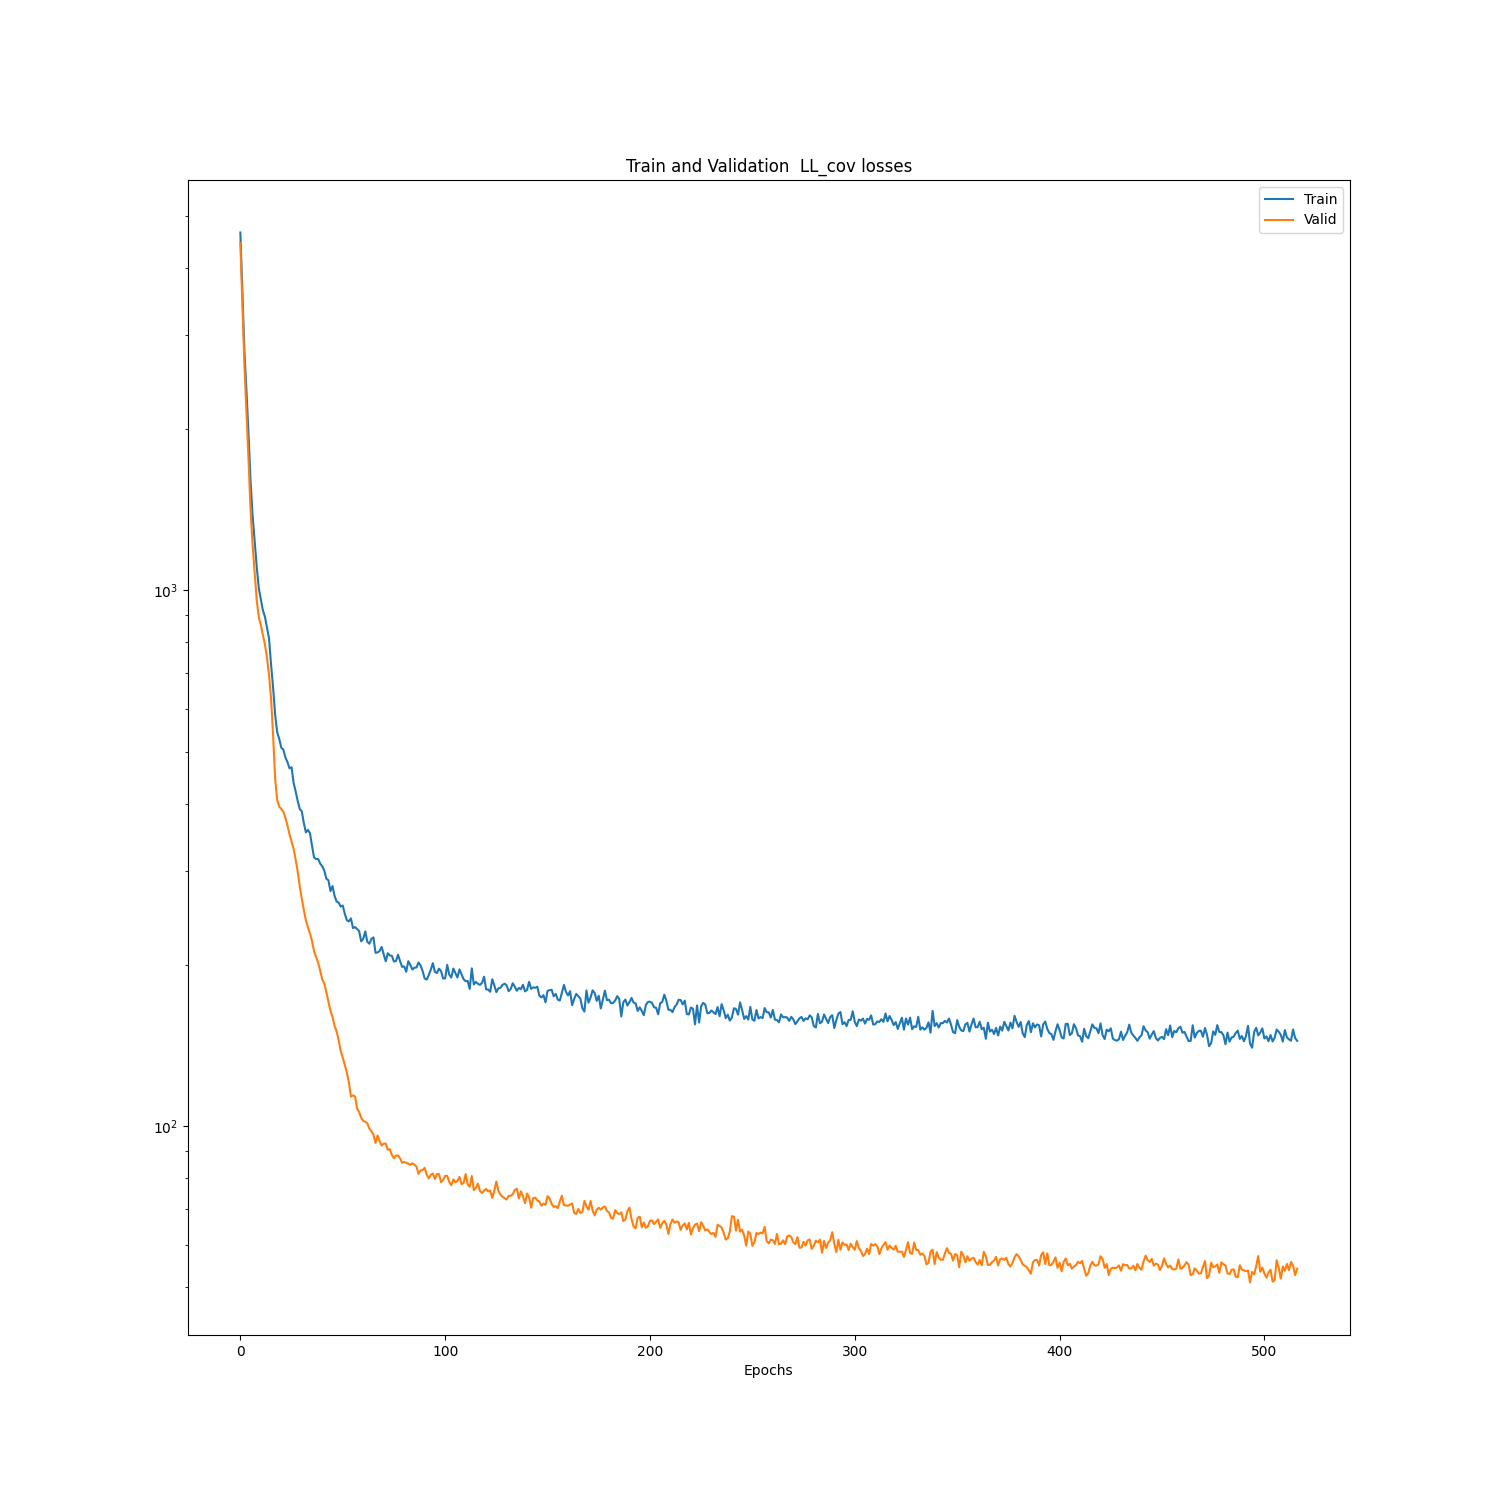 Train and Validation  LL_cov losses
Train
Valid
10³
10²
0 100 200 300 400 500
Epochs